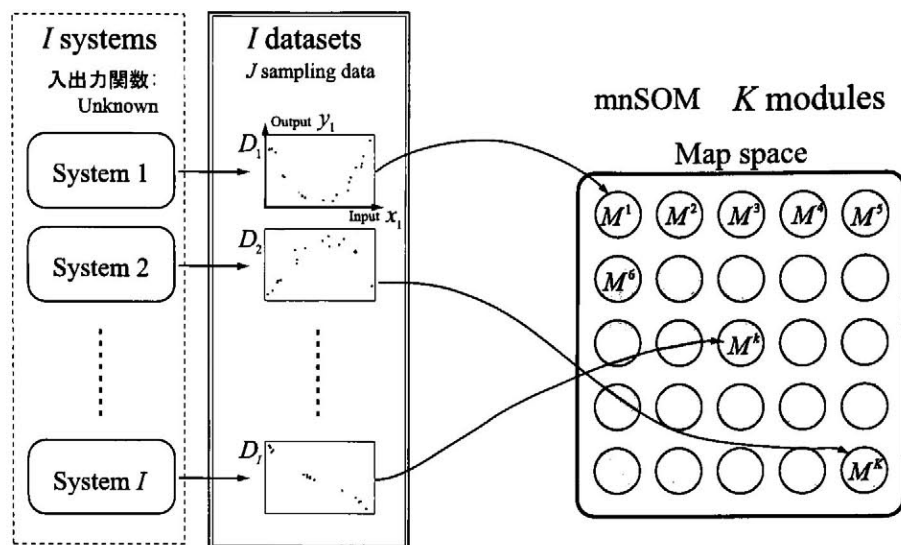 I systems
入出力関数:
Unknown
System 1
System 2
System I
I datasets
J sampling data
Output y₁
D₁
Input x₁
D₂
D_I
mnSOM K modules
Map space
M¹ M² M³ M⁴ M⁵
M⁶
Mᵏ
Mᴷ